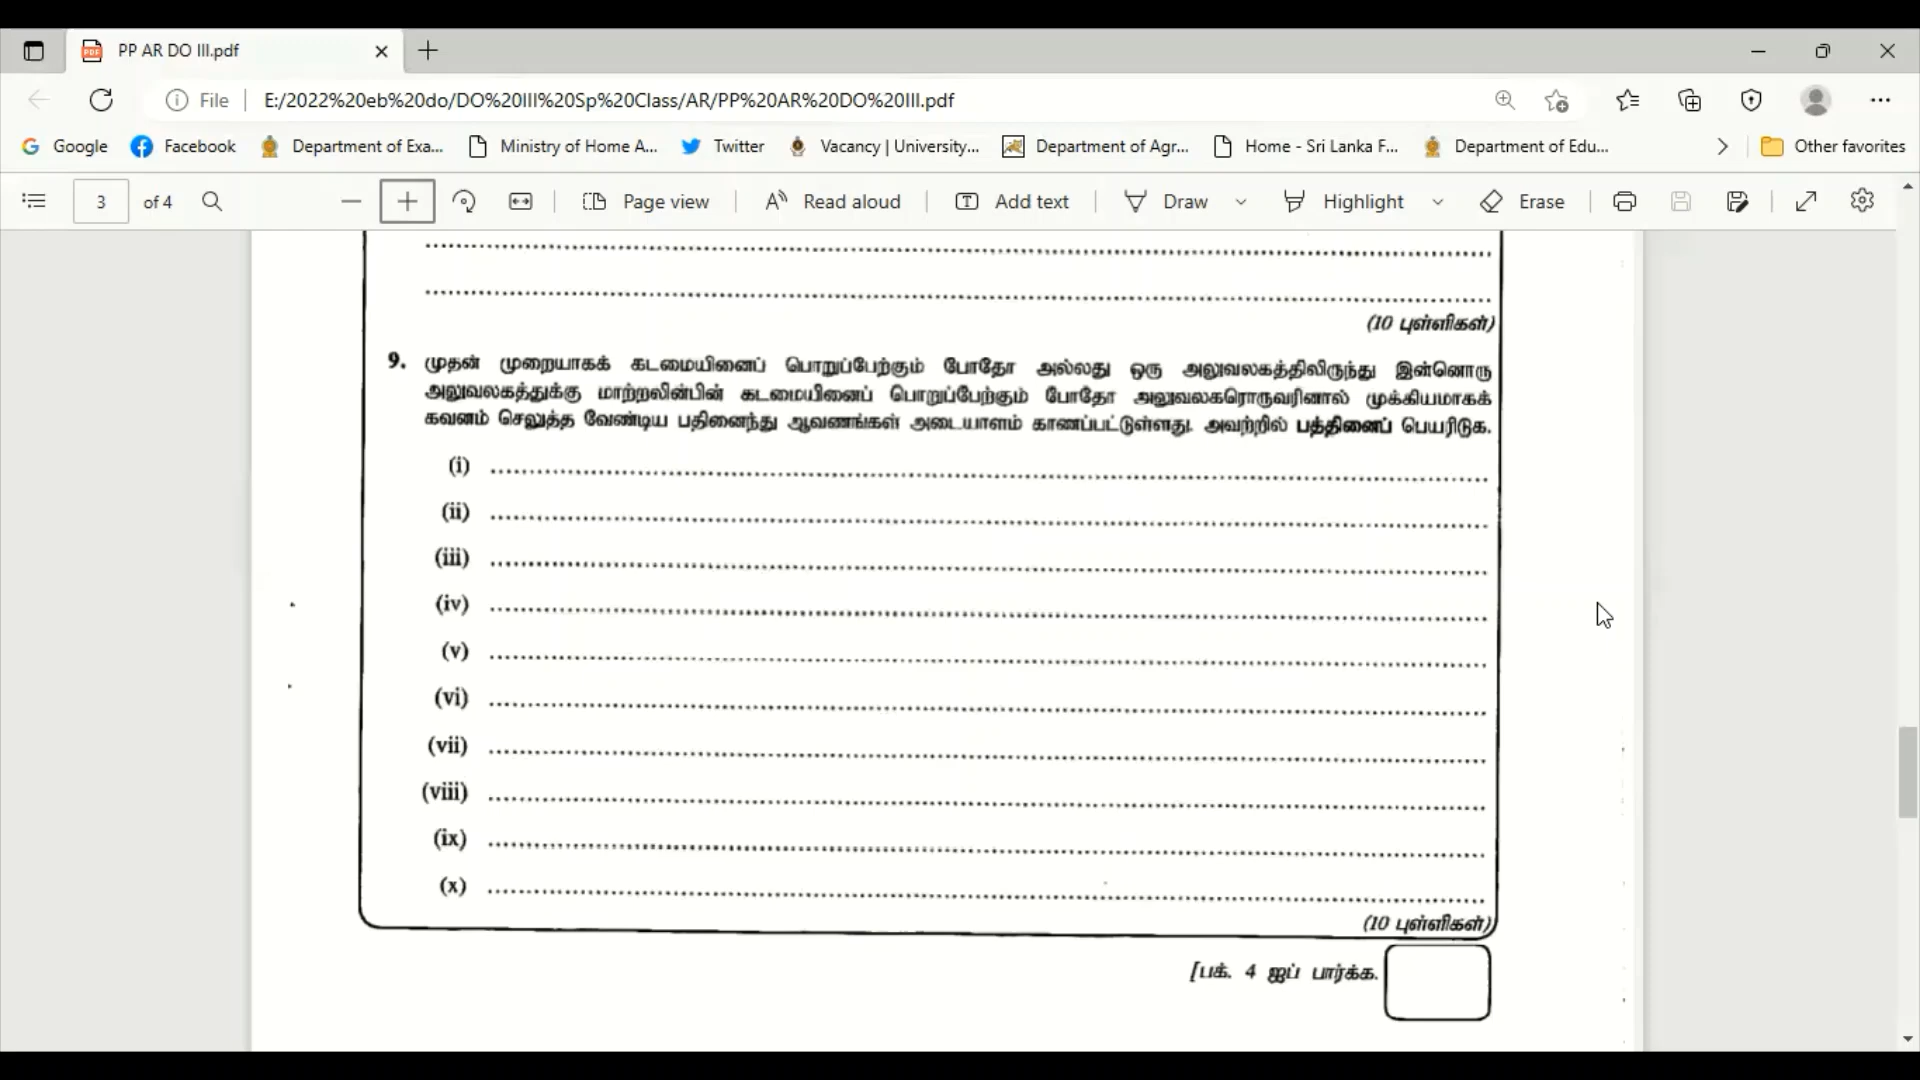 PP AR DO III.pdf
File
E:/2022%20eb%20do/DO%20III%20Sp%20Class/AR/PP%20AR%20DO%20III.pdf
Google
Facebook
Department of Exa...
Ministry of Home A...
Twitter
Vacancy | University...
Department of Agr...
Home - Sri Lanka F...
Department of Edu...
Other favorites
3 of 4
Page view
Read aloud
Add text
Draw
Highlight
Erase
(10 புள்ளிகள்)
9. முதன் முறையாகக் கடமையினைப் பொறுப்பேற்கும் போதோ அல்லது ஒரு அலுவலகத்திலிருந்து இன்னொரு
அலுவலகத்துக்கு மாற்றலின்பின் கடமையினைப் பொறுப்பேற்கும் போதோ அலுவலகரொருவரினால் முக்கியமாகக்
கவனம் செலுத்த வேண்டிய பதினைந்து ஆவணங்கள் அடையாளம் காணப்பட்டுள்ளது. அவற்றில் பத்தினைப் பெயரிடுக.
(i)
(ii)
(iii)
(iv)
(v)
(vi)
(vii)
(viii)
(ix)
(x)
(10 புள்ளிகள்)
[பக். 4 ஐப் பார்க்க.